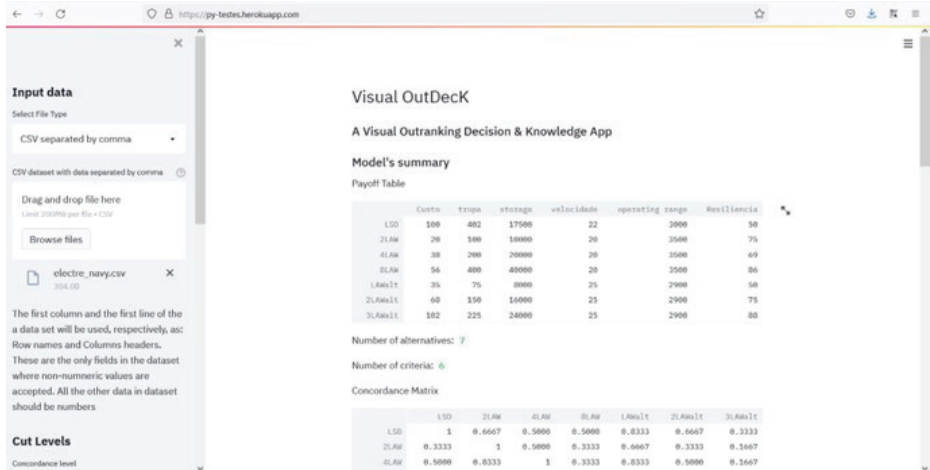 https://py-testes.herokuapp.com
Input data
Select File Type
CSV separated by comma
CSV dataset with data separated by comma
Drag and drop file here
Limit 200MB per file • CSV
Browse files
electre_navy.csv
304.0B
The first column and the first line of the
a data set will be used, respectively, as:
Row names and Columns headers.
These are the only fields in the dataset
where non-numneric values are
accepted. All the other data in dataset
should be numbers
Cut Levels
Concordance level
Visual OutDecK
A Visual Outranking Decision & Knowledge App
Model's summary
Payoff Table
Custo tropa storage velocidade operating range Resiliencia
LSD 100 402 17500 22 3000 50
2LAW 20 100 10000 20 3500 75
4LAW 38 200 20000 20 3500 69
8LAW 56 400 40000 20 3500 86
LAWalt 35 75 8000 25 2900 50
2LAWalt 68 150 16000 25 2900 75
3LAWalt 102 225 24000 25 2900 88
Number of alternatives: 7
Number of criteria: 6
Concordance Matrix
LSD 2LAW 4LAW 8LAW LAWalt 2LAWalt 3LAWalt
LSD 1 0.6667 0.5000 0.5000 0.8333 0.6667 0.3333
2LAW 0.3333 1 0.5000 0.3333 0.6667 0.3333 0.1667
4LAW 0.5000 0.8333 1 0.3333 0.8333 0.5000 0.1667